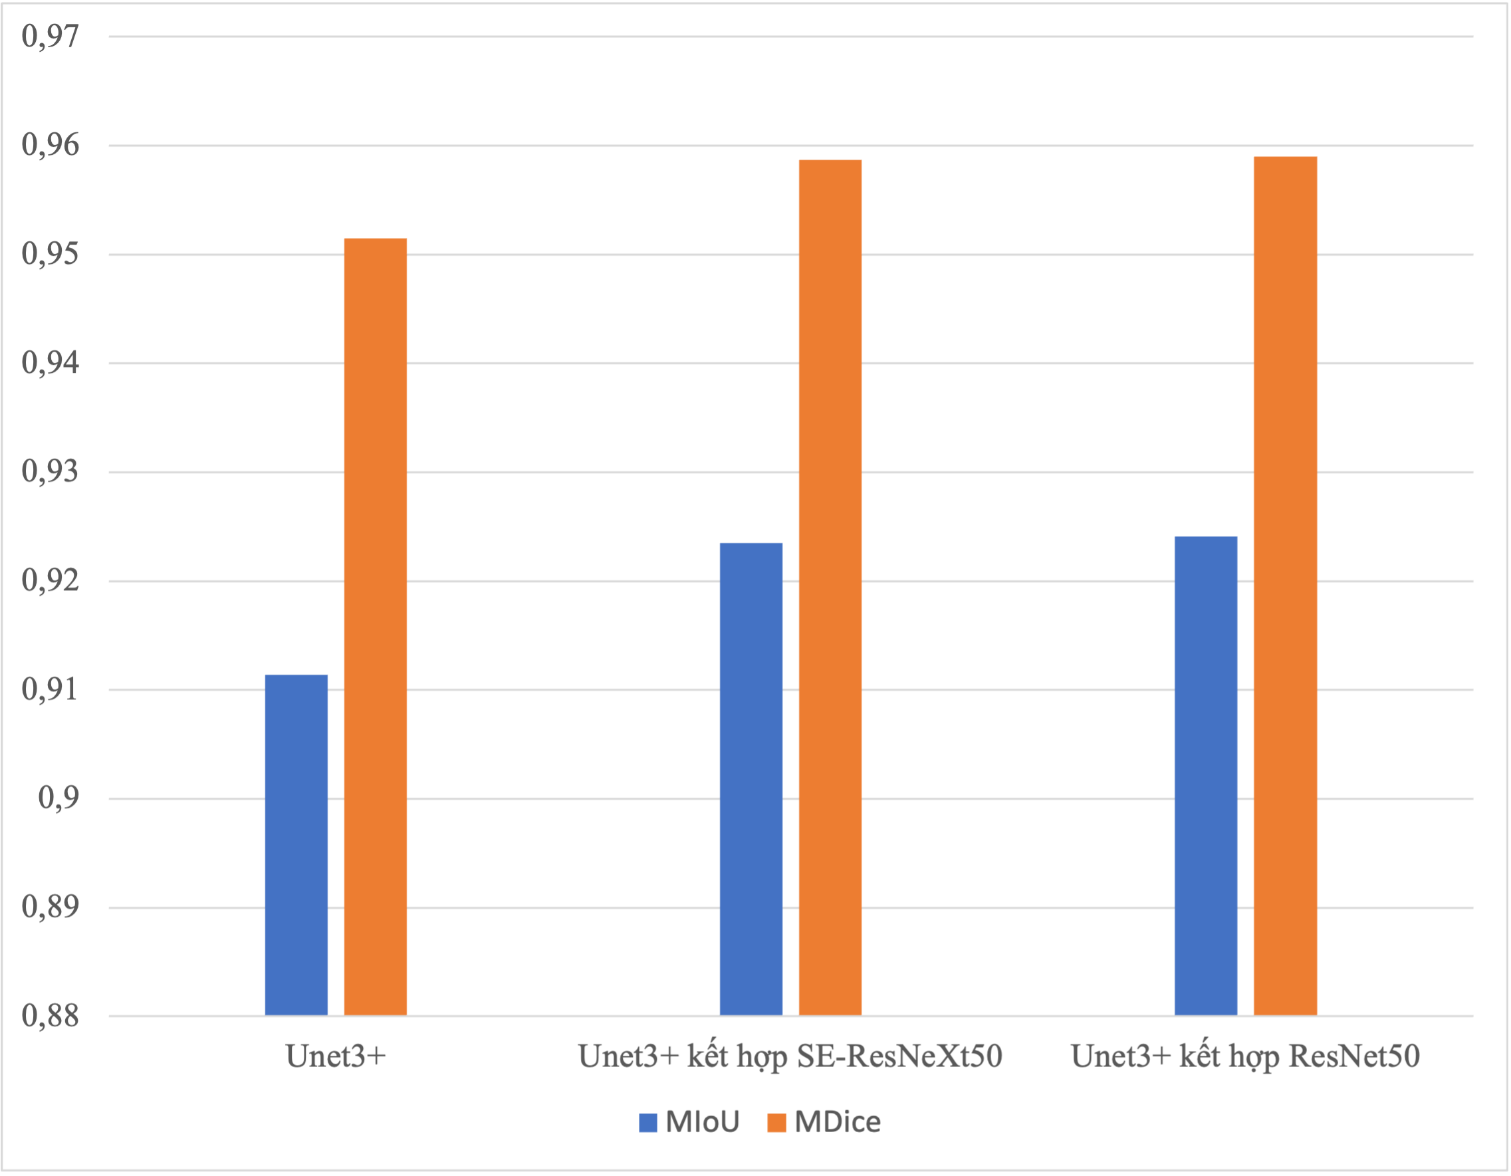 0,97
0,96
0,95
0,94
0,93
0,92
0,91
0,9
0,89
0,88
Unet3+
Unet3+ kết hợp SE-ResNeXt50
Unet3+ kết hợp ResNet50
MIoU
MDice